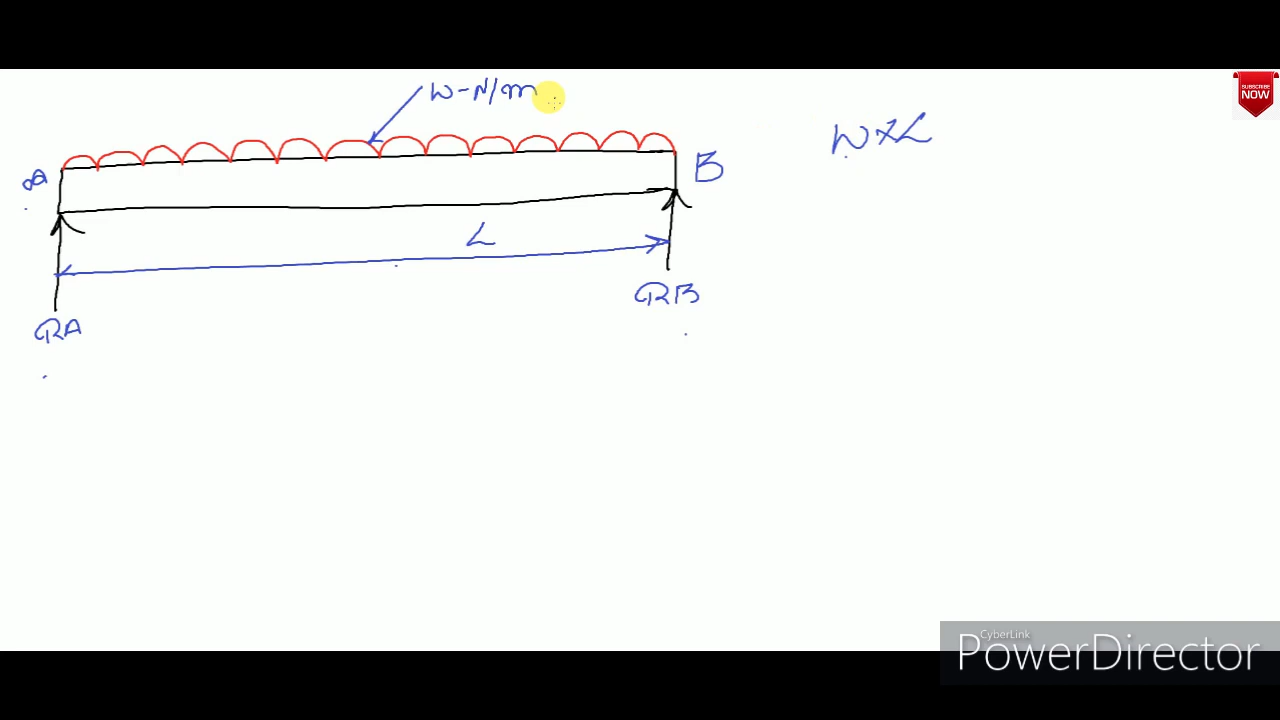 W-N/m
SUBSCRIBE
NOW
W×L
A
B
L
RB
RA
CyberLink
PowerDirector